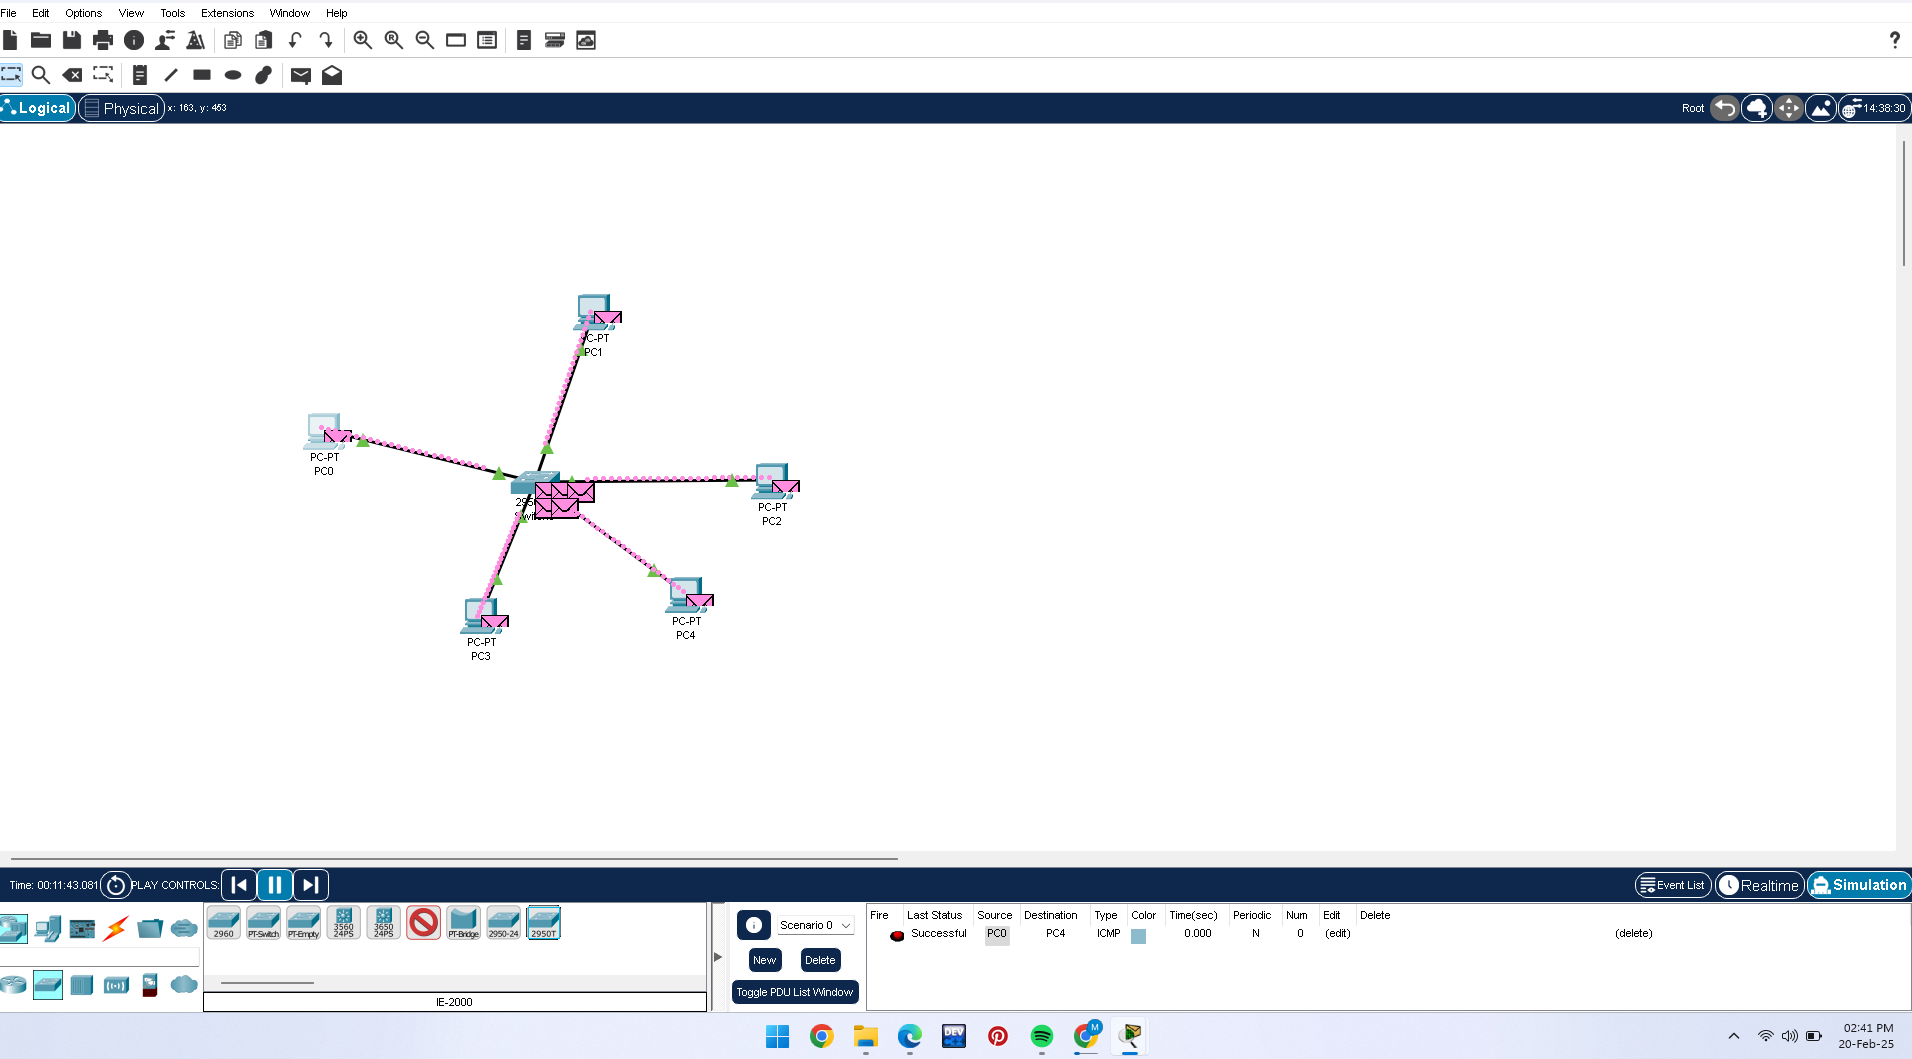 File Edit Options View Tools Extensions Window Help
Logical Physical x: 163, y: 453 Root 14:38:30
C-PT
PC1
PC-PT
PC0
295
Switch
PC-PT
PC2
PC-PT
PC4
PC-PT
PC3
Time: 00:11:43.081 PLAY CONTROLS: Event List Realtime Simulation
2960 PT-Switch PT-Empty 3560 24PS 3650 24PS PT-Bridge 2950-24 2950T
IE-2000
Scenario 0
New Delete
Toggle PDU List Window
Fire Last Status Source Destination Type Color Time(sec) Periodic Num Edit Delete
Successful PC0 PC4 ICMP 0.000 N 0 (edit) (delete)
DEV
M
02:41 PM
20-Feb-25